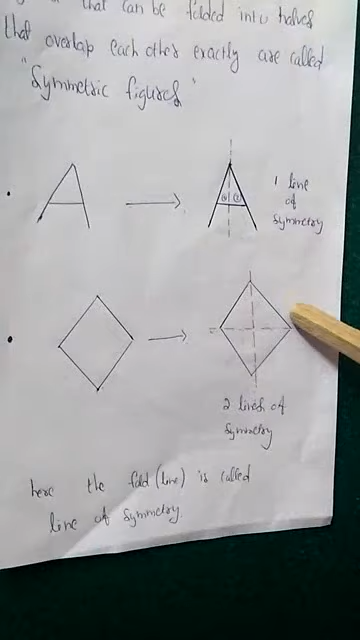 that can be folded into halves
that overlap each other exactly are called
"Symmetric figures"
A
A
1 line
of
symmetry
2 lines of
symmetry
here the fold (line) is called
line of symmetry.